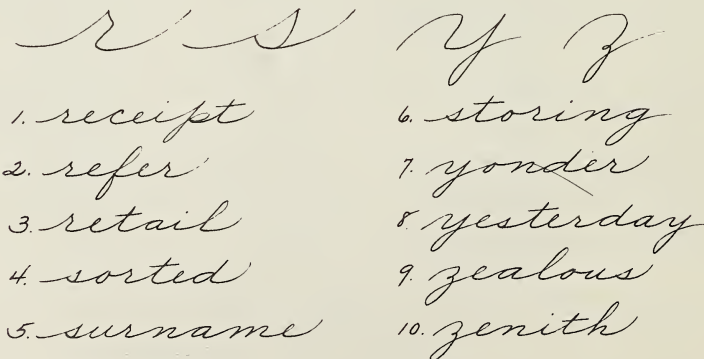 r s y z
1. receipt
2. refer
3. retail
4. sorted
5. surname
6. storing
7. yonder
8. yesterday
9. zealous
10. zenith